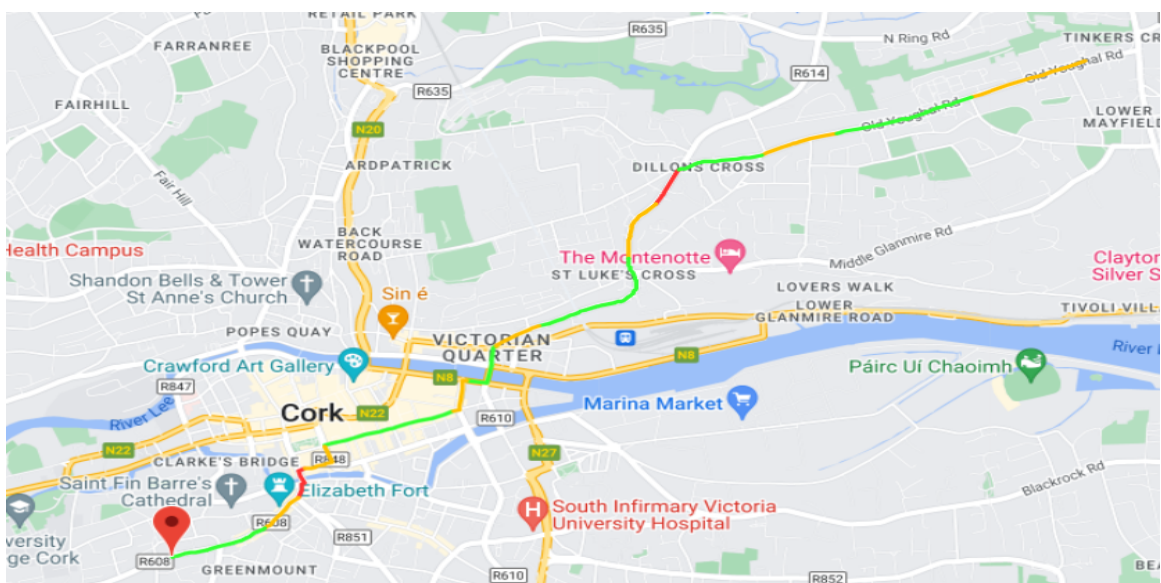 RETAIL PARK
FARRANREE
BLACKPOOL
SHOPPING
CENTRE
R635
N Ring Rd
TINKERS CR
R614
Old Youghal Rd
R635
FAIRHILL
Old Youghal Rd
LOWER
MAYFIELD
N20
ARDPATRICK
DILLONS CROSS
Fair Hill
BACK
WATERCOURSE
ROAD
Health Campus
The Montenotte
Middle Glanmire Rd
Clayton
Silver S
ST LUKE'S CROSS
Shandon Bells & Tower
St Anne's Church
Sin é
LOVERS WALK
LOWER
GLANMIRE ROAD
TIVOLI VILL
POPES QUAY
VICTORIAN
QUARTER
River
Crawford Art Gallery
N8
N8
Páirc Uí Chaoimh
R847
River Lee
Cork
N22
R610
Marina Market
N22
CLARKE'S BRIDGE
R848
N27
Saint Fin Barre's
Cathedral
Elizabeth Fort
Blackrock Rd
South Infirmary Victoria
University Hospital
R608
R851
versity
ge Cork
R608
GREENMOUNT
R610
R852
BEA